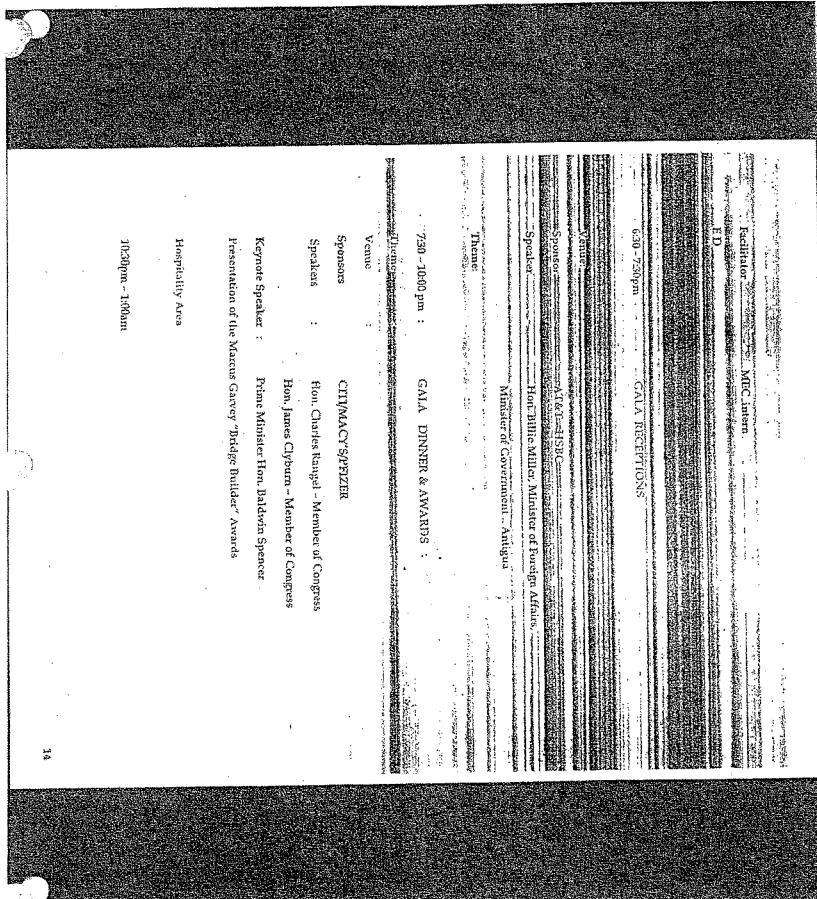 Facilitator MEC intern
F.D.
6:30 – 7:30pm GALA RECEPTIONS
Venue:
Sponsor AT&T – HSBC
Speaker Hon. Billie Miller, Minister of Foreign Affairs,
Minister of Government .. Antigua
Theme:
7:30 – 10:00 pm : GALA DINNER & AWARDS :
Theme
Venue :
Sponsors CITI/MACY'S/PFIZER
Speakers : Hon. Charles Rangel – Member of Congress
Hon. James Clyburn – Member of Congress
Keynote Speaker : Prime Minister Hon. Baldwin Spencer
Presentation of the Marcus Garvey "Bridge Builder" Awards
Hospitality Area
10:30pm – 1:00am
14